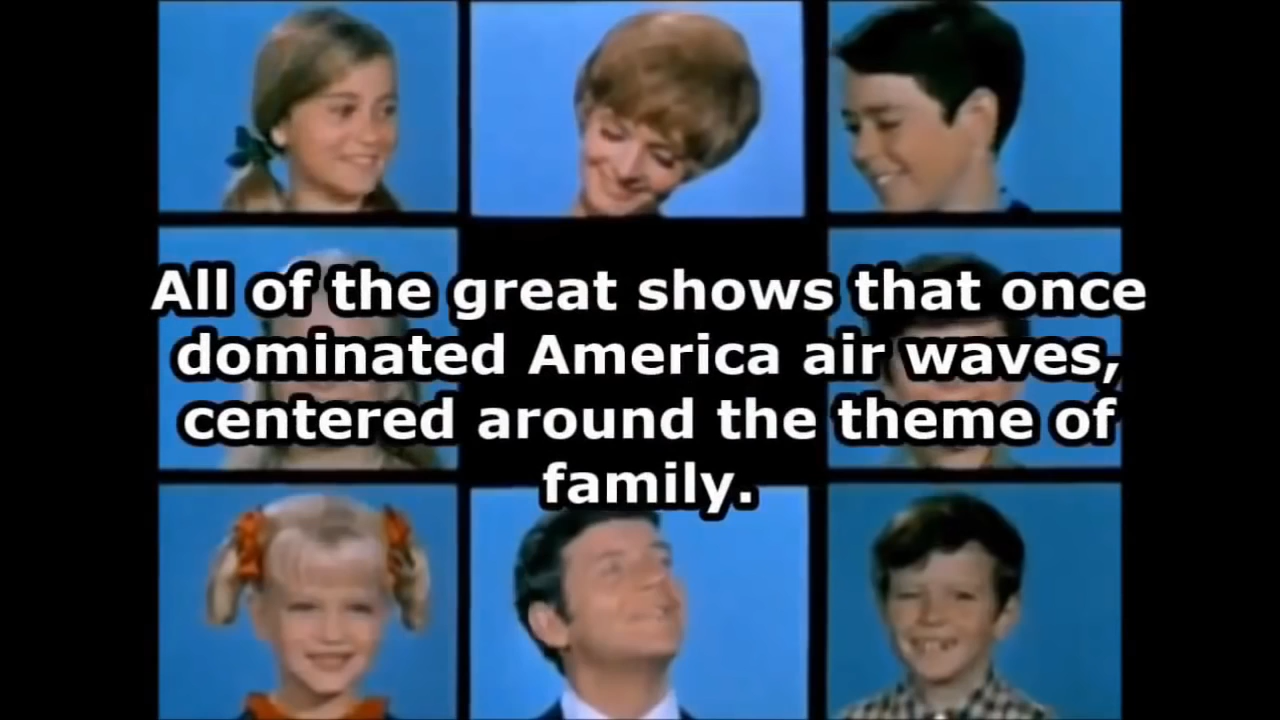 All of the great shows that once
dominated America air waves,
centered around the theme of
family.